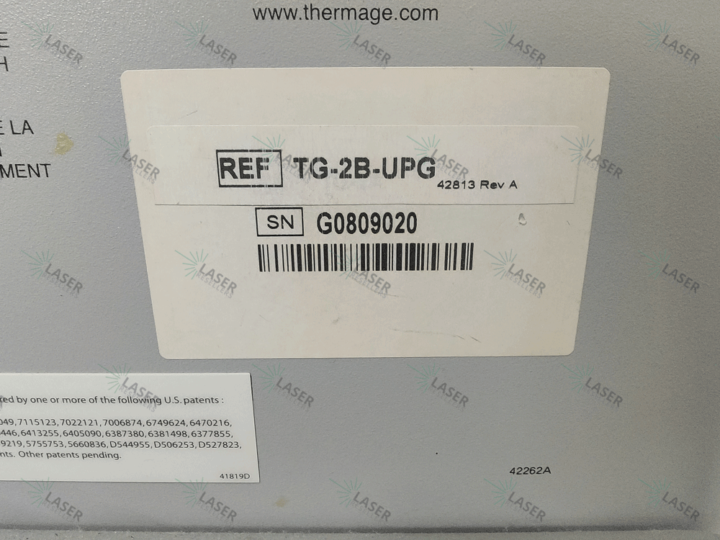 www.thermage.com
E
H
E LA
MENT
REF TG-2B-UPG 42813 Rev A
SN G0809020
by one or more of the following U.S. patents :
049, 7115123, 7022121, 7006874, 6749624, 6470216,
446, 6413255, 6405090, 6387380, 6381498, 6377855,
9219, 5755753, 5660836, D544955, D506253, D527823,
nts. Other patents pending.
41819D
42262A
LASER